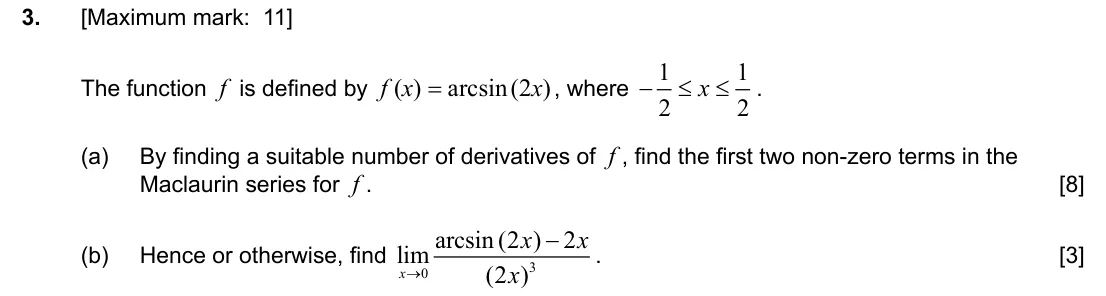 3. [Maximum mark: 11]
The function f is defined by f(x) = arcsin(2x), where −1/2 ≤ x ≤ 1/2.
(a) By finding a suitable number of derivatives of f, find the first two non-zero terms in the
Maclaurin series for f. [8]
(b) Hence or otherwise, find lim x→0 (arcsin(2x) − 2x)/(2x)³. [3]